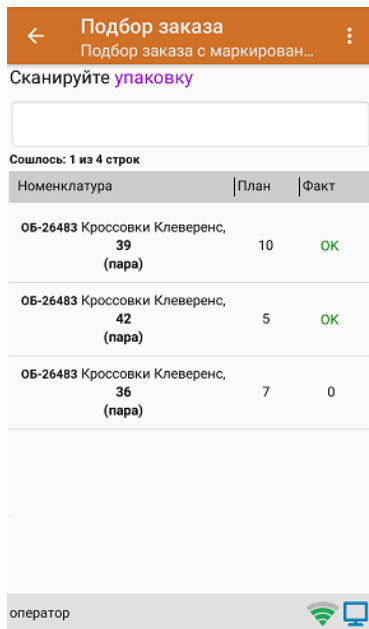 Подбор заказа
Подбор заказа с маркирован...
Сканируйте упаковку
Сошлось: 1 из 4 строк
Номенклатура План Факт
ОБ-26483 Кроссовки Клеверенс,
39
(пара)
10 OK
ОБ-26483 Кроссовки Клеверенс,
42
(пара)
5 OK
ОБ-26483 Кроссовки Клеверенс,
36
(пара)
7 0
оператор